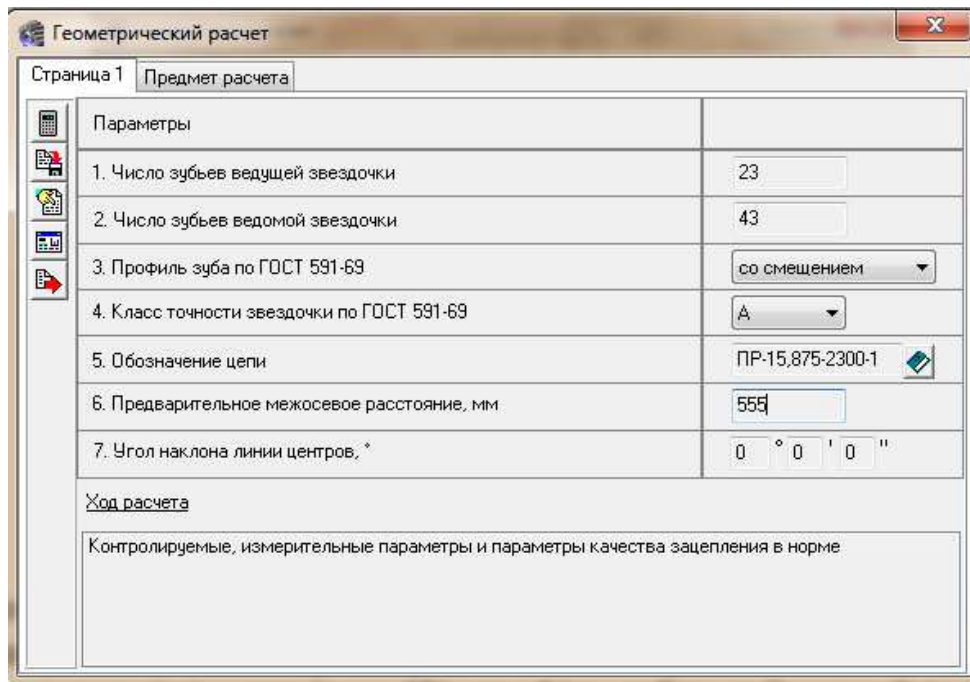 Геометрический расчет
Страница 1 Предмет расчета
Параметры
1. Число зубьев ведущей звездочки 23
2. Число зубьев ведомой звездочки 43
3. Профиль зуба по ГОСТ 591-69 со смещением
4. Класс точности звездочки по ГОСТ 591-69 А
5. Обозначение цепи ПР-15,875-2300-1
6. Предварительное межосевое расстояние, мм 555
7. Угол наклона линии центров, ° 0 ° 0 ' 0 "
Ход расчета
Контролируемые, измерительные параметры и параметры качества зацепления в норме